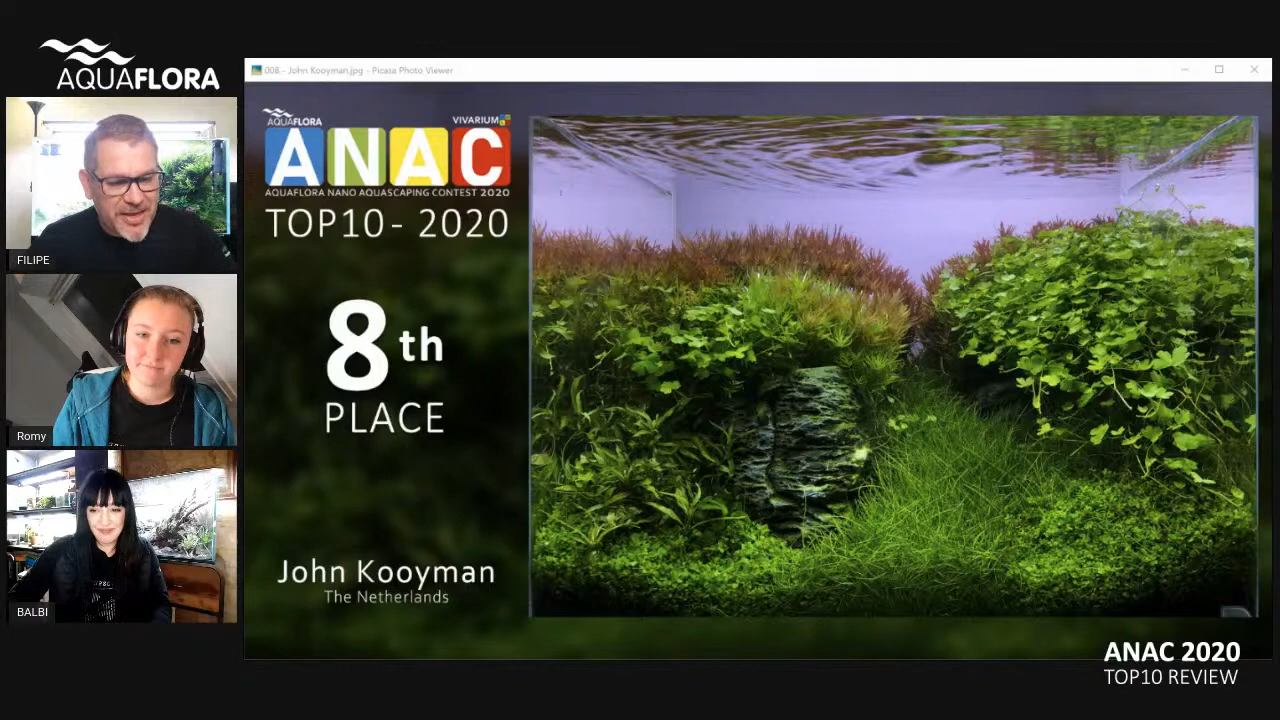 AQUAFLORA
FILIPE
Romy
BALBI
008.- John Kooyman.jpg - Picasa Photo Viewer
AQUAFLORA
VIVARIUM
ANAC
AQUAFLORA NANO AQUASCAPING CONTEST 2020
TOP10 - 2020
8th
PLACE
John Kooyman
The Netherlands
ANAC 2020
TOP10 REVIEW